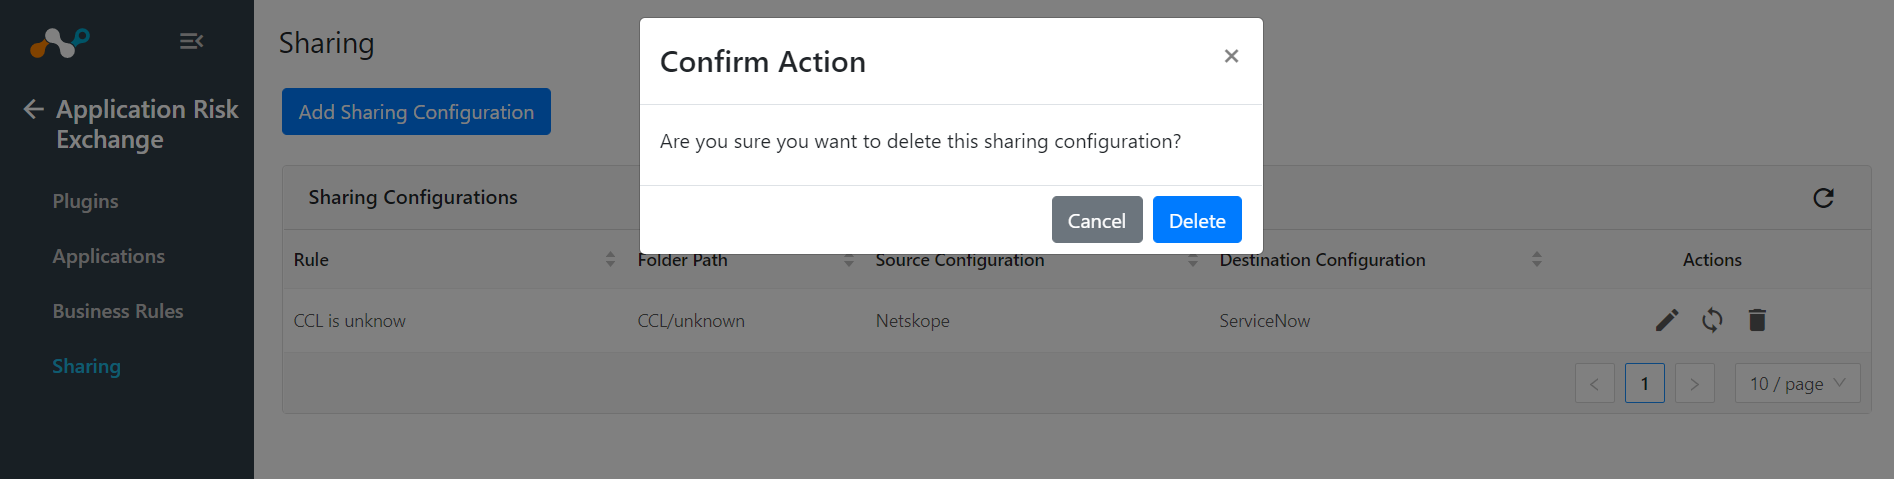 Application Risk
Exchange
Plugins
Applications
Business Rules
Sharing
Sharing
Add Sharing Configuration
Confirm Action
×
Are you sure you want to delete this sharing configuration?
Cancel Delete
Sharing Configurations
Rule Folder Path Source Configuration Destination Configuration Actions
CCL is unknow CCL/unknown Netskope ServiceNow
< 1 > 10 / page